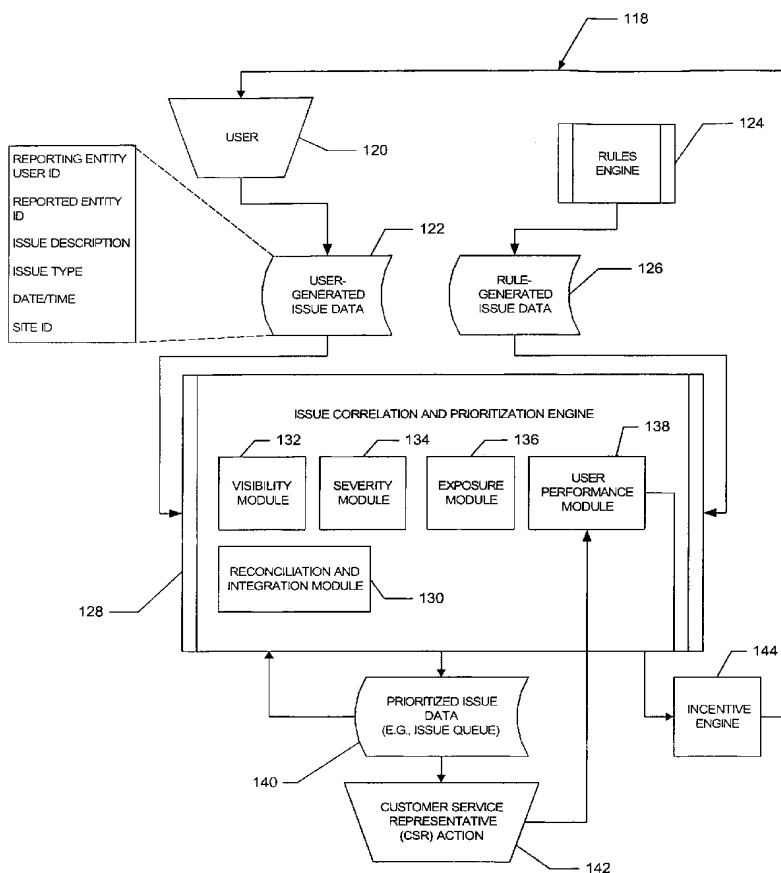 118
USER
120
124
RULES
ENGINE
REPORTING ENTITY
USER ID
REPORTED ENTITY
ID
ISSUE DESCRIPTION
ISSUE TYPE
DATE/TIME
SITE ID
122
USER-
GENERATED
ISSUE DATA
RULE-
GENERATED
ISSUE DATA
126
ISSUE CORRELATION AND PRIORITIZATION ENGINE
132
134
136
138
VISIBILITY
MODULE
SEVERITY
MODULE
EXPOSURE
MODULE
USER
PERFORMANCE
MODULE
RECONCILIATION AND
INTEGRATION MODULE
130
128
144
PRIORITIZED ISSUE
DATA
(E.G., ISSUE QUEUE)
INCENTIVE
ENGINE
140
CUSTOMER SERVICE
REPRESENTATIVE
(CSR) ACTION
142